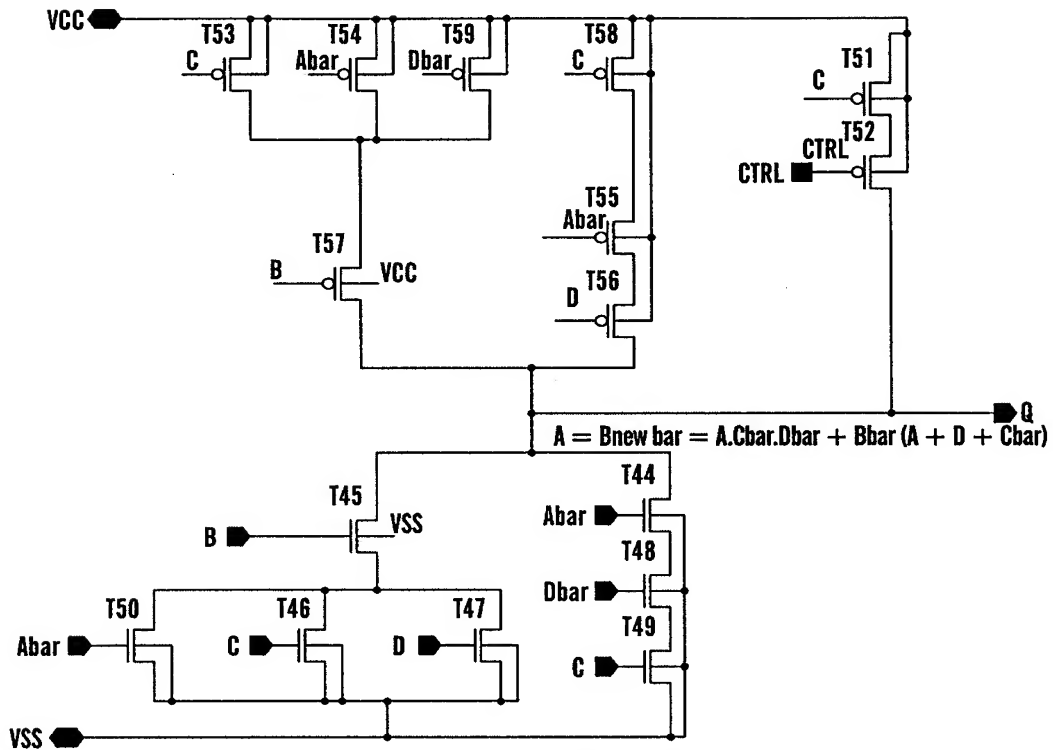 VCC
T53
T54
T59
T58
C
Abar
Dbar
C
T51
C
T52
CTRL
CTRL
T55
Abar
T57
B
VCC
T56
D
Q
A = Bnew bar = A.Cbar.Dbar + Bbar (A + D + Cbar)
T45
T44
B
VSS
Abar
T48
Dbar
T50
T46
T47
T49
Abar
C
D
C
VSS